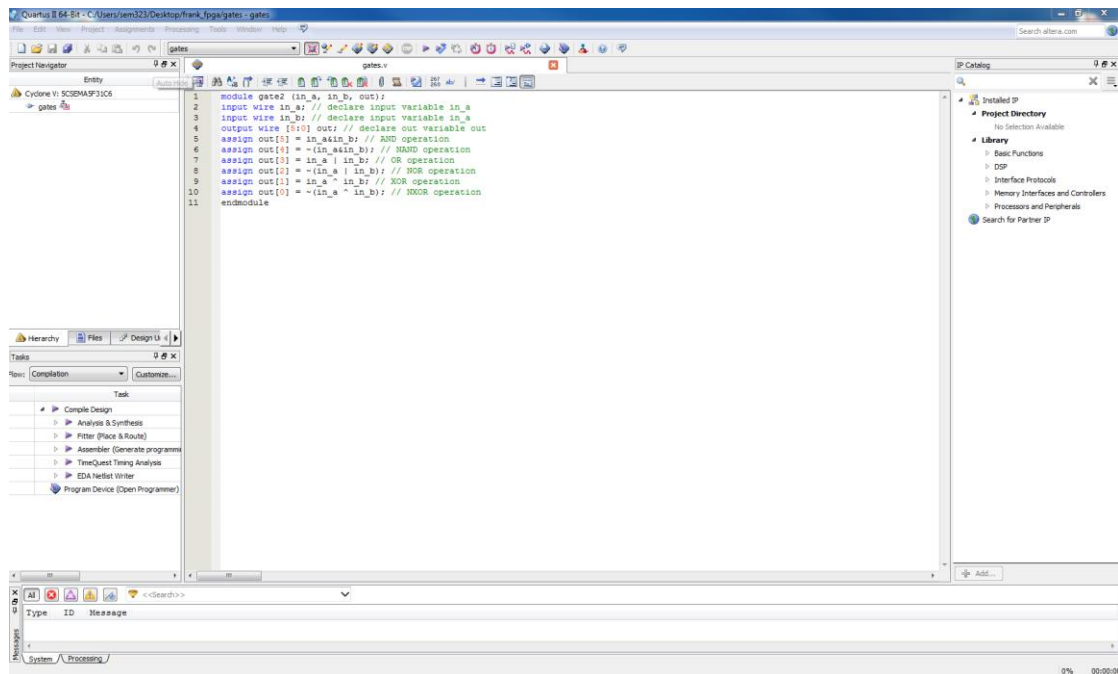 Quartus II 64-Bit - C:/Users/sem323/Desktop/frank_fpga/gates - gates
File Edit View Project Assignments Processing Tools Window Help
Search altera.com
gates
Project Navigator
Entity
Auto Hide
Cyclone V: 5CSEMA5F31C6
gates
Hierarchy Files Design U
Tasks
Flow: Compilation Customize...
Task
Compile Design
Analysis & Synthesis
Fitter (Place & Route)
Assembler (Generate programmi
TimeQuest Timing Analysis
EDA Netlist Writer
Program Device (Open Programmer)
gates.v
1 module gate2 (in_a, in_b, out);
2 input wire in_a; // declare input variable in_a
3 input wire in_b; // declare input variable in_a
4 output wire [5:0] out; // declare out variable out
5 assign out[5] = in_a&in_b; // AND operation
6 assign out[4] = ~(in_a&in_b); // NAND operation
7 assign out[3] = in_a | in_b; // OR operation
8 assign out[2] = ~(in_a | in_b); // NOR operation
9 assign out[1] = in_a ^ in_b; // XOR operation
10 assign out[0] = ~(in_a ^ in_b); // NXOR operation
11 endmodule
IP Catalog
Installed IP
Project Directory
No Selection Available
Library
Basic Functions
DSP
Interface Protocols
Memory Interfaces and Controllers
Processors and Peripherals
Search for Partner IP
Add...
All <<Search>>
Type ID Message
Messages
System Processing
0% 00:00:0